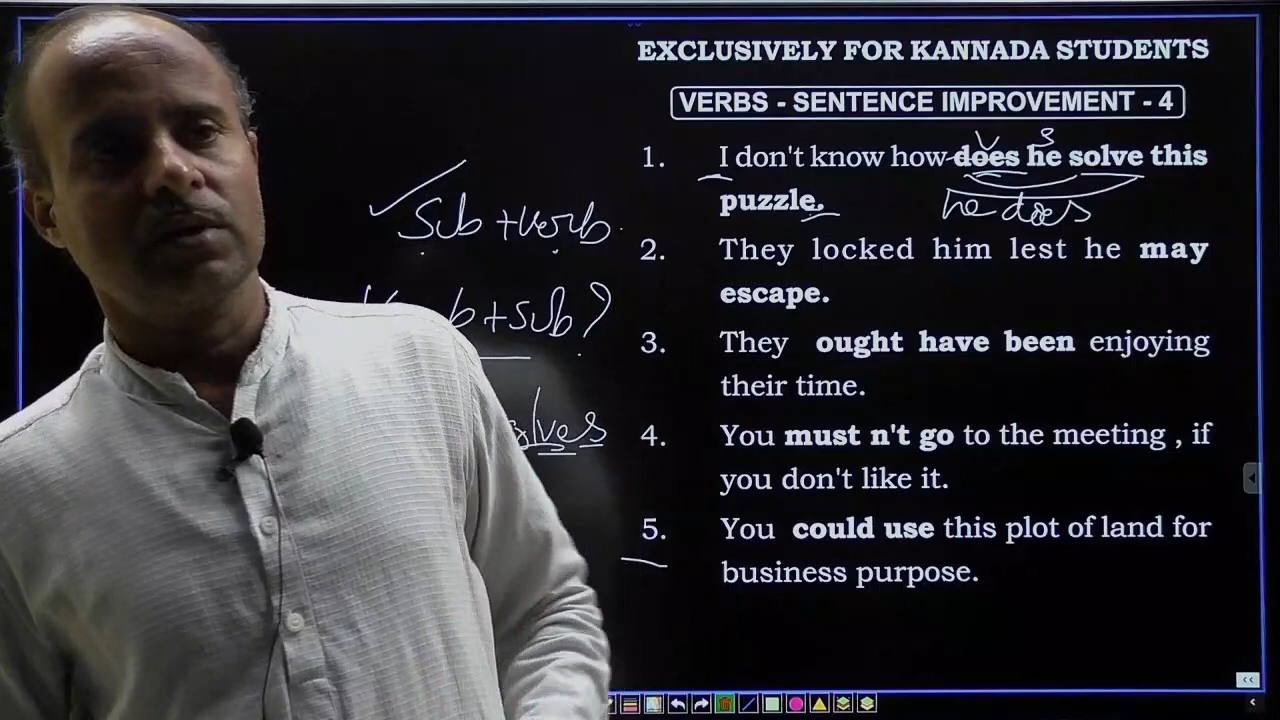 EXCLUSIVELY FOR KANNADA STUDENTS
VERBS - SENTENCE IMPROVEMENT - 4
V S
1. I don't know how does he solve this
puzzle.
he does
Sub + verb.
b + sub ?
lves
2. They locked him lest he may
escape.
3. They ought have been enjoying
their time.
4. You must n't go to the meeting , if
you don't like it.
5. You could use this plot of land for
business purpose.